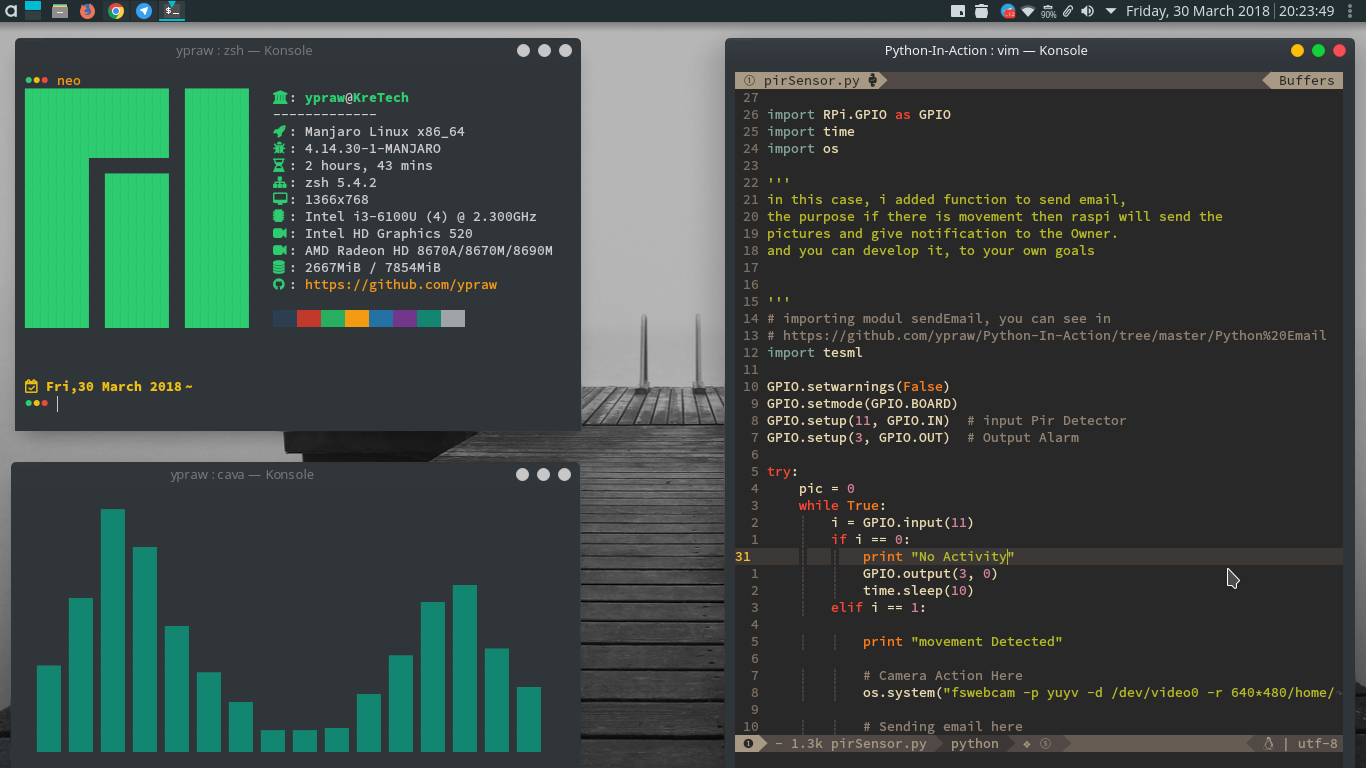 90%
Friday, 30 March 2018
20:23:49
ypraw : zsh — Konsole
neo
: ypraw@KreTech
-------------
: Manjaro Linux x86_64
: 4.14.30-1-MANJARO
: 2 hours, 43 mins
: zsh 5.4.2
: 1366x768
: Intel i3-6100U (4) @ 2.300GHz
: Intel HD Graphics 520
: AMD Radeon HD 8670A/8670M/8690M
: 2667MiB / 7854MiB
: https://github.com/ypraw
Fri,30 March 2018 ~
ypraw : cava — Konsole
Python-In-Action : vim — Konsole
① pirSensor.py
Buffers
27
26 import RPi.GPIO as GPIO
25 import time
24 import os
23
22 '''
21 in this case, i added function to send email,
20 the purpose if there is movement then raspi will send the
19 pictures and give notification to the Owner.
18 and you can develop it, to your own goals
17
16
15 '''
14 # importing modul sendEmail, you can see in
13 # https://github.com/ypraw/Python-In-Action/tree/master/Python%20Email
12 import tesml
11
10 GPIO.setwarnings(False)
9 GPIO.setmode(GPIO.BOARD)
8 GPIO.setup(11, GPIO.IN)  # input Pir Detector
7 GPIO.setup(3, GPIO.OUT)  # Output Alarm
6
5 try:
4     pic = 0
3     while True:
2         i = GPIO.input(11)
1         if i == 0:
31             print "No Activity"
1             GPIO.output(3, 0)
2             time.sleep(10)
3         elif i == 1:
4
5             print "movement Detected"
6
7             # Camera Action Here
8             os.system("fswebcam -p yuyv -d /dev/video0 -r 640*480/home/
9
10             # Sending email here
❶ - 1.3k pirSensor.py python ❖ ⑤ | utf-8